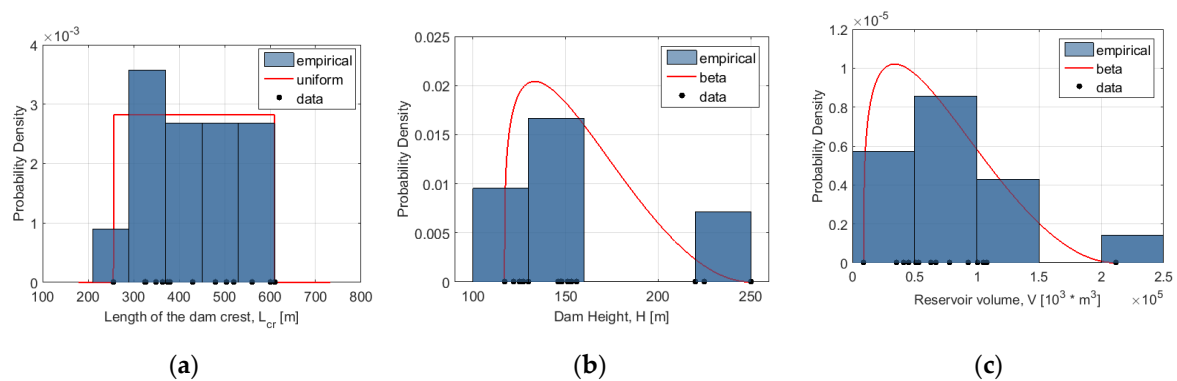 4 ×10⁻³
3
2
1
0
Probability Density
empirical
uniform
data
100 200 300 400 500 600 700 800
Length of the dam crest, L_cr [m]
(a)
0.025
0.02
0.015
0.01
0.005
0
Probability Density
empirical
beta
data
100 150 200 250
Dam Height, H [m]
(b)
1.2 ×10⁻⁵
1
0.8
0.6
0.4
0.2
0
Probability Density
empirical
beta
data
0 0.5 1 1.5 2 2.5
Reservoir volume, V [10³ * m³] ×10⁵
(c)